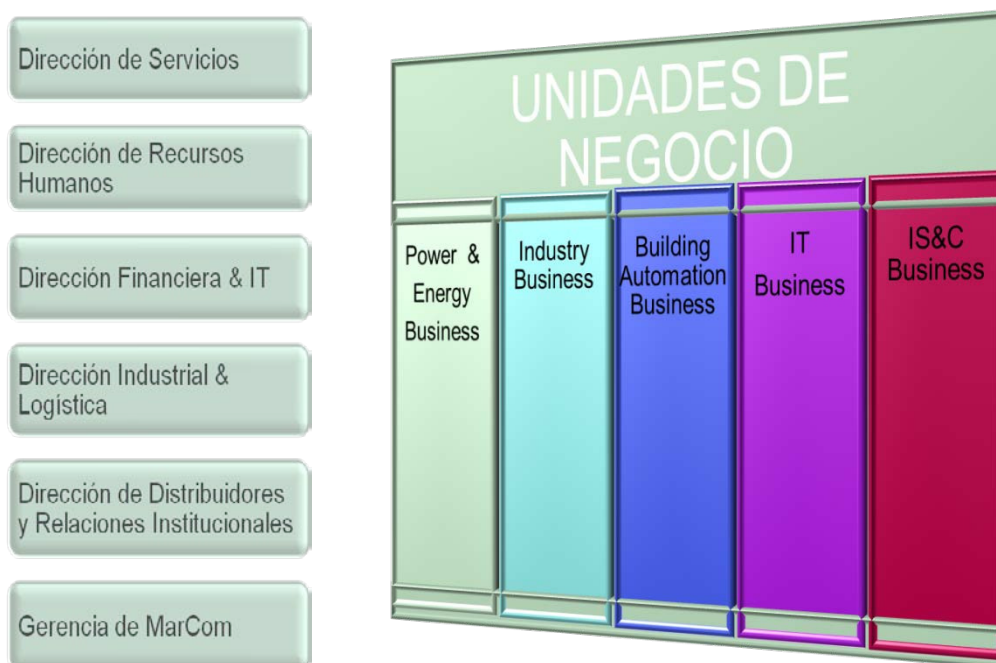 Dirección de Servicios
Dirección de Recursos
Humanos
Dirección Financiera & IT
Dirección Industrial &
Logística
Dirección de Distribuidores
y Relaciones Institucionales
Gerencia de MarCom
UNIDADES DE
NEGOCIO
Power & 
Energy
Business
Industry
Business
Building
Automation
Business
IT
Business
IS&C
Business